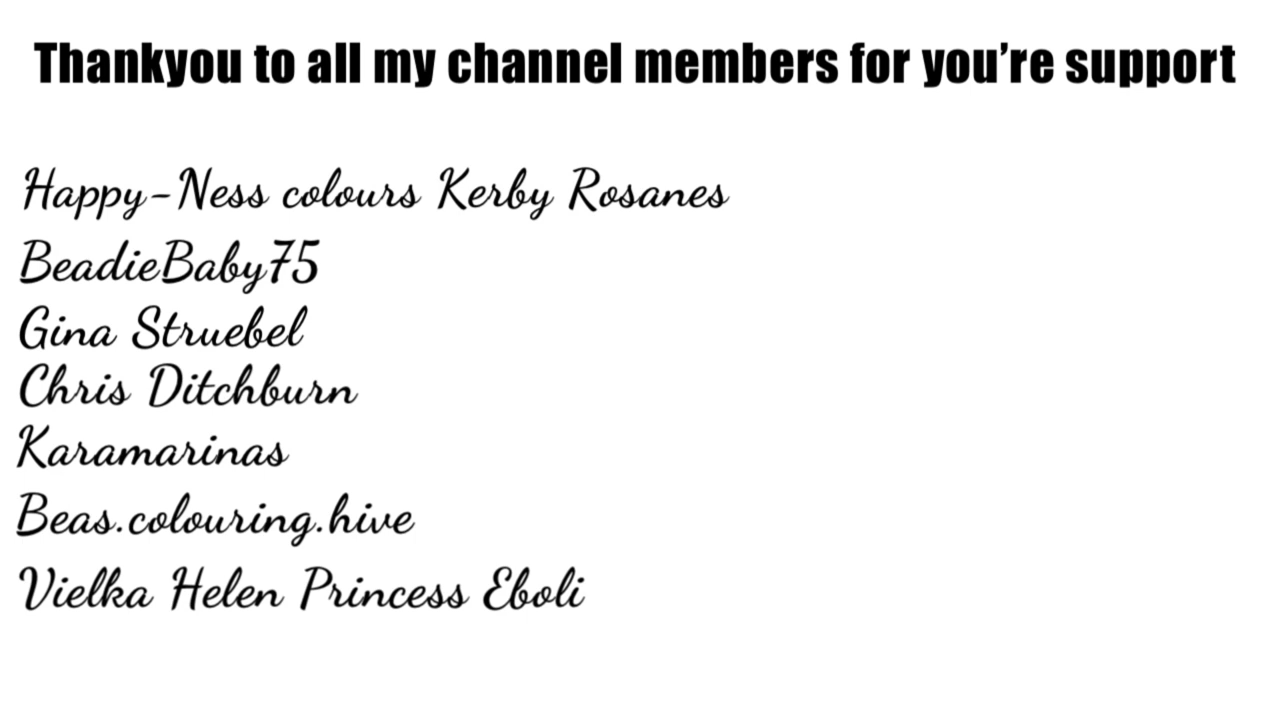 Thankyou to all my channel members for you’re support
Happy-Ness colours Kerby Rosanes
BeadieBaby75
Gina Struebel
Chris Ditchburn
Karamarinas
Beas.colouring.hive
Vielka Helen Princess Eboli